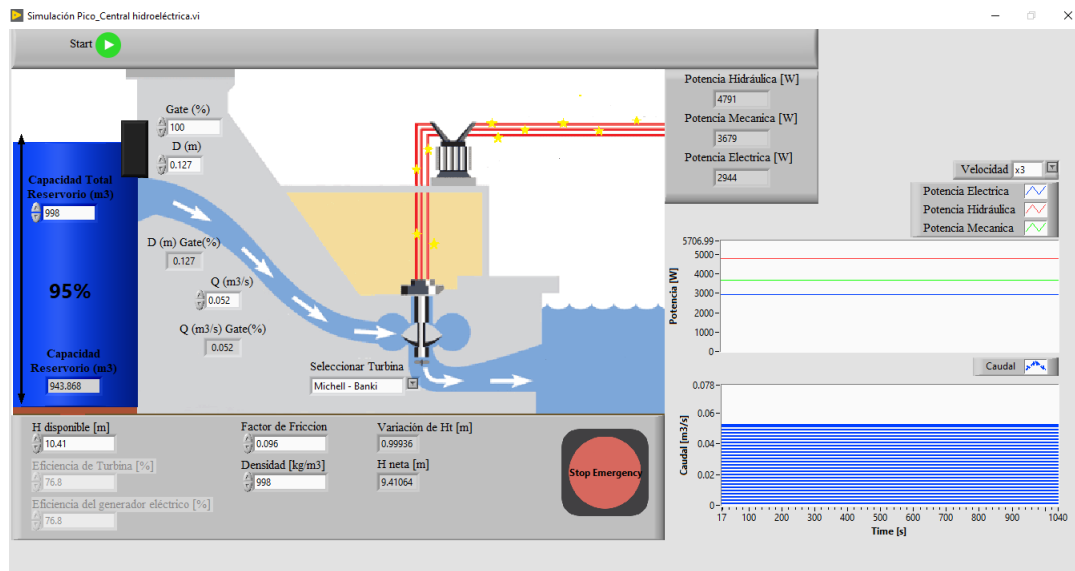 Simulación Pico_Central hidroeléctrica.vi
Start
Gate (%)
100
D (m)
0.127
Capacidad Total
Reservorio (m3)
998
95%
Capacidad
Reservorio (m3)
943.868
D (m) Gate(%)
0.127
Q (m3/s)
0.052
Q (m3/s) Gate(%)
0.052
Seleccionar Turbina
Michell - Banki
Potencia Hidráulica [W]
4791
Potencia Mecanica [W]
3679
Potencia Electrica [W]
2944
Velocidad x3
Potencia Electrica
Potencia Hidráulica
Potencia Mecanica
5706.99
5000
4000
3000
2000
1000
0
Potencia [W]
Caudal
0.078
0.06
0.04
0.02
0
Caudal [m3/s]
17 100 200 300 400 500 600 700 800 900 1040
Time [s]
H disponible [m]
10.41
Eficiencia de Turbina [%]
76.8
Eficiencia del generador eléctrico [%]
76.8
Factor de Friccion
0.096
Densidad [kg/m3]
998
Variación de Ht [m]
0.99936
H neta [m]
9.41064
Stop Emergency